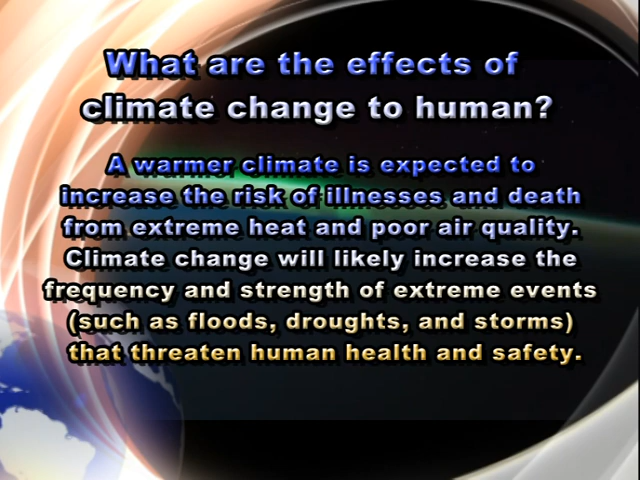 What are the effects of
climate change to human?
A warmer climate is expected to
increase the risk of illnesses and death
from extreme heat and poor air quality.
Climate change will likely increase the
frequency and strength of extreme events
(such as floods, droughts, and storms)
that threaten human health and safety.